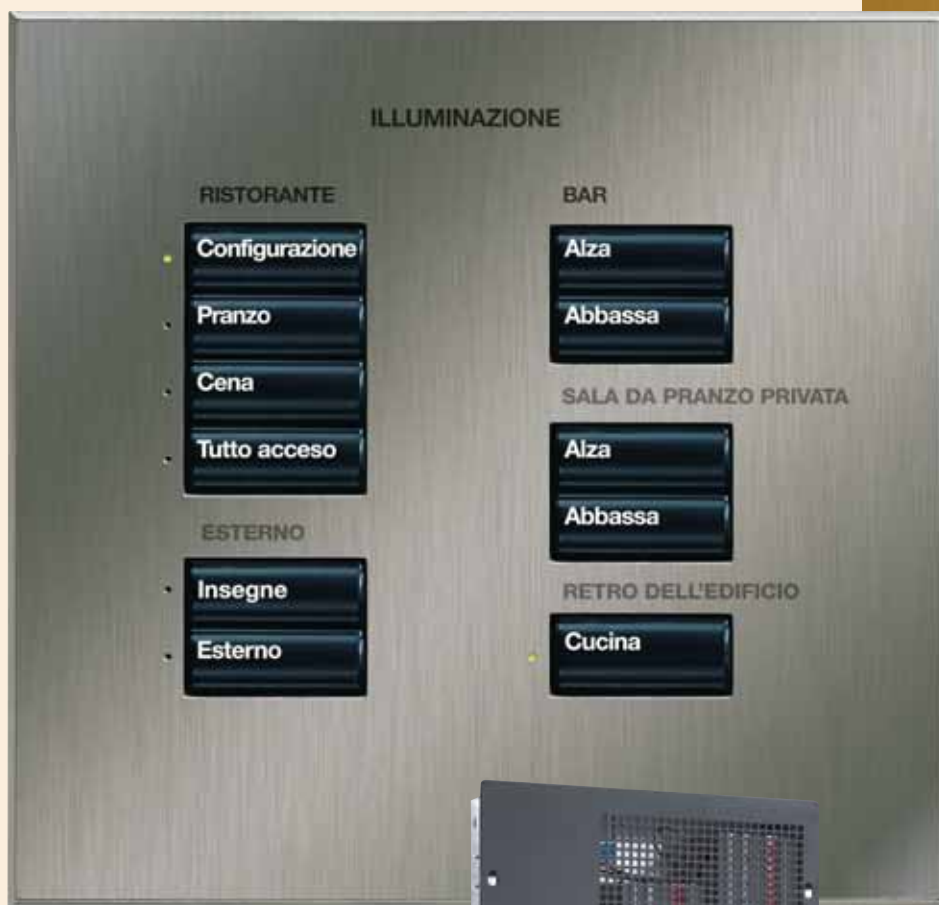 ILLUMINAZIONE
RISTORANTE
Configurazione
Pranzo
Cena
Tutto acceso
ESTERNO
Insegne
Esterno
BAR
Alza
Abbassa
SALA DA PRANZO PRIVATA
Alza
Abbassa
RETRO DELL'EDIFICIO
Cucina